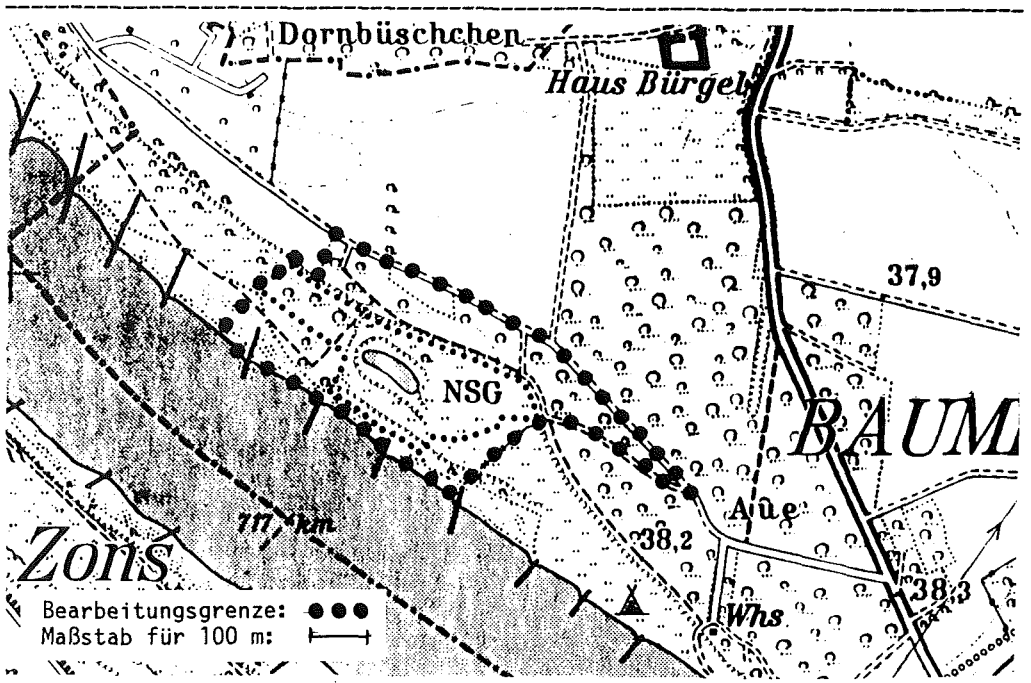 Dornbüschchen
Haus Bürgel
37,9
NSG
BAUM
717, km
Zons
Aue
38,2
38,3
Whs
Bearbeitungsgrenze:
Maßstab für 100 m: